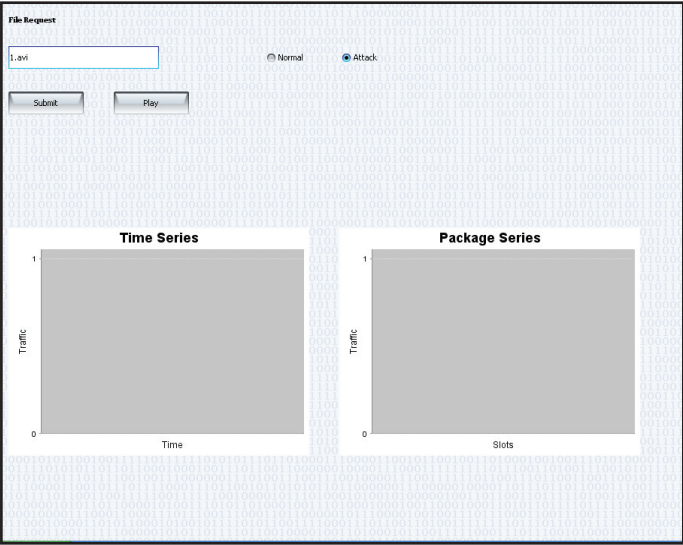 File Request
1.avi
Normal
Attack
Submit
Play
Time Series
1
Traffic
0
Time
Package Series
1
Traffic
0
Slots